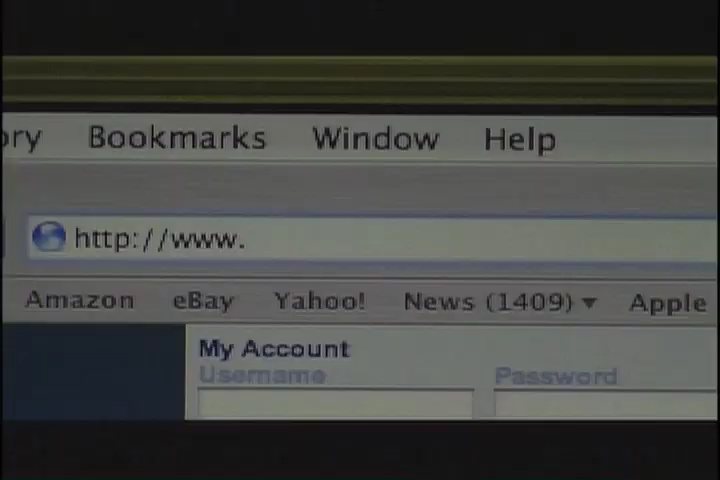 ory Bookmarks Window Help
http://www.
Amazon eBay Yahoo! News (1409) ▾ Apple
My Account
Username Password